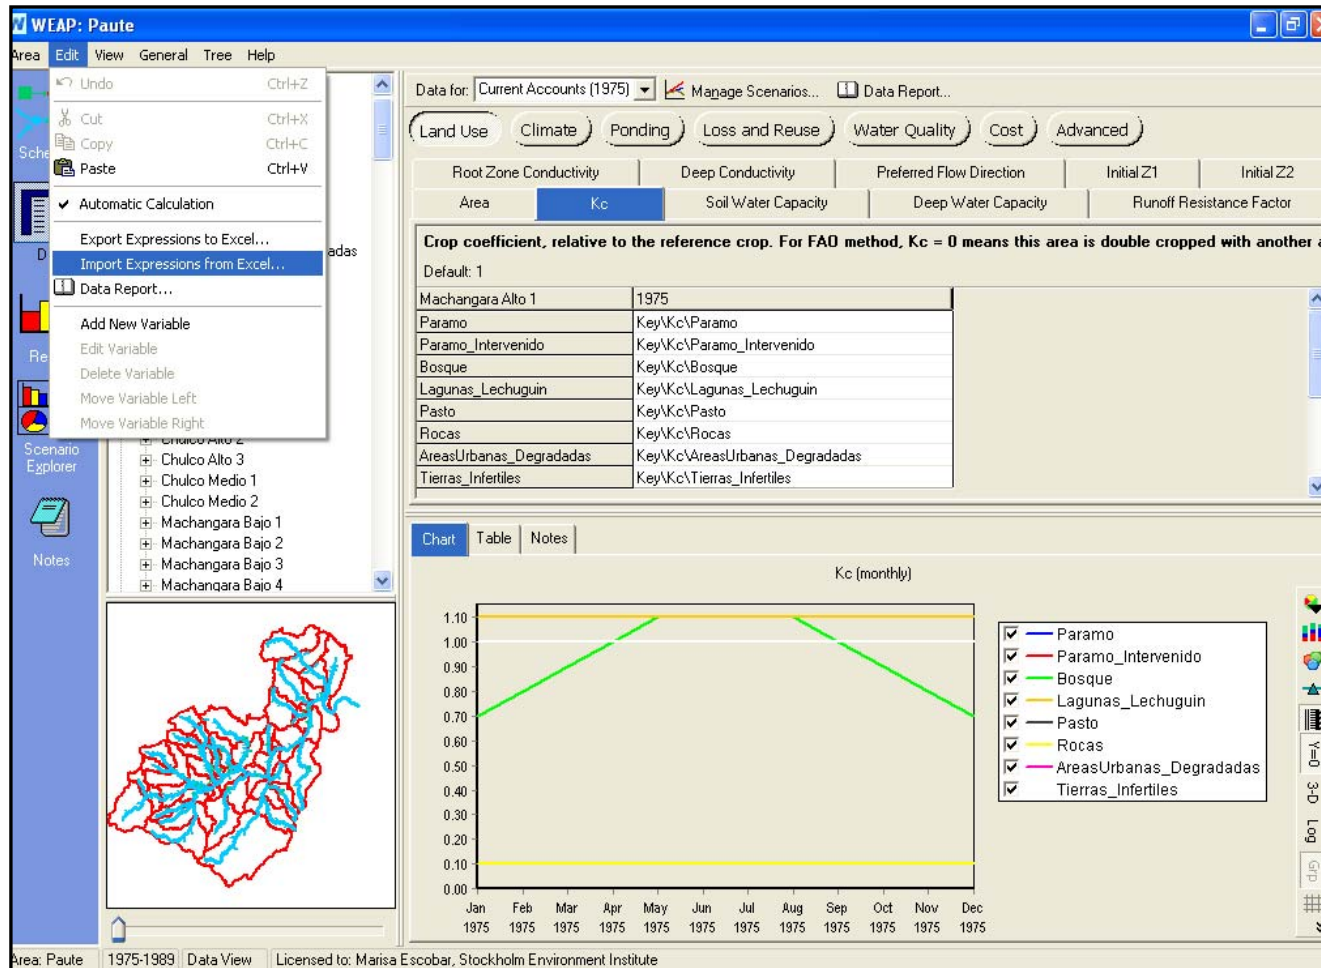 WEAP: Paute
Area Edit View General Tree Help
Undo Ctrl+Z
Cut Ctrl+X
Copy Ctrl+C
Paste Ctrl+V
Automatic Calculation
Export Expressions to Excel...
Import Expressions from Excel...
Data Report...
Add New Variable
Edit Variable
Delete Variable
Move Variable Left
Move Variable Right
Sche
D
Re
Scenario
Explorer
Notes
adas
Chulco Alto 2
Chulco Alto 3
Chulco Medio 1
Chulco Medio 2
Machangara Bajo 1
Machangara Bajo 2
Machangara Bajo 3
Machangara Bajo 4
Data for: Current Accounts (1975) Manage Scenarios... Data Report...
Land Use Climate Ponding Loss and Reuse Water Quality Cost Advanced
Root Zone Conductivity Deep Conductivity Preferred Flow Direction Initial Z1 Initial Z2
Area Kc Soil Water Capacity Deep Water Capacity Runoff Resistance Factor
Crop coefficient, relative to the reference crop. For FAO method, Kc = 0 means this area is double cropped with another a
Default: 1
Machangara Alto 1 1975
Paramo Key\Kc\Paramo
Paramo_Intervenido Key\Kc\Paramo_Intervenido
Bosque Key\Kc\Bosque
Lagunas_Lechuguin Key\Kc\Lagunas_Lechuguin
Pasto Key\Kc\Pasto
Rocas Key\Kc\Rocas
AreasUrbanas_Degradadas Key\Kc\AreasUrbanas_Degradadas
Tierras_Infertiles Key\Kc\Tierras_Infertiles
Chart Table Notes
Kc (monthly)
1.10
1.00
0.90
0.80
0.70
0.60
0.50
0.40
0.30
0.20
0.10
0.00
Jan Feb Mar Apr May Jun Jul Aug Sep Oct Nov Dec
1975 1975 1975 1975 1975 1975 1975 1975 1975 1975 1975 1975
Paramo
Paramo_Intervenido
Bosque
Lagunas_Lechuguin
Pasto
Rocas
AreasUrbanas_Degradadas
Tierras_Infertiles
Y=0
3-D
Log
Grp
Area: Paute 1975-1989 Data View Licensed to: Marisa Escobar, Stockholm Environment Institute